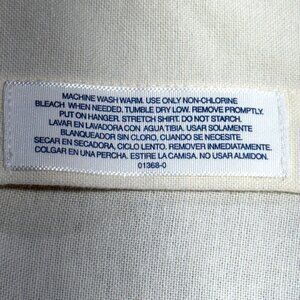 MACHINE WASH WARM. USE ONLY NON-CHLORINE
BLEACH WHEN NEEDED. TUMBLE DRY LOW. REMOVE PROMPTLY.
PUT ON HANGER. STRETCH SHIRT. DO NOT STARCH.
LAVAR EN LAVADORA CON AGUA TIBIA. USAR SOLAMENTE
BLANQUEADOR SIN CLORO, CUANDO SE NECESITE.
SECAR EN SECADORA, CICLO LENTO. REMOVER INMEDIATAMENTE.
COLGAR EN UNA PERCHA. ESTIRE LA CAMISA. NO USAR ALMIDON.
01368-0